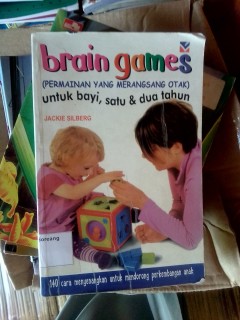 brain games
(PERMAINAN YANG MERANGSANG OTAK)
untuk bayi, satu & dua tahun
JACKIE SILBERG
140 cara menyenangkan untuk mendorong perkembangan anak